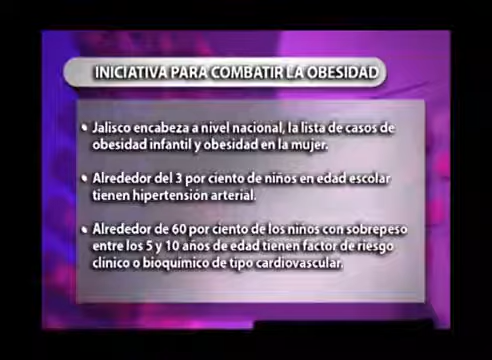 INICIATIVA PARA COMBATIR LA OBESIDAD
• Jalisco encabeza a nivel nacional, la lista de casos de
obesidad infantil y obesidad en la mujer.
• Alrededor del 3 por ciento de niños en edad escolar
tienen hipertensión arterial.
• Alrededor de 60 por ciento de los niños con sobrepeso
entre los 5 y 10 años de edad tienen factor de riesgo
clínico o bioquímico de tipo cardiovascular.